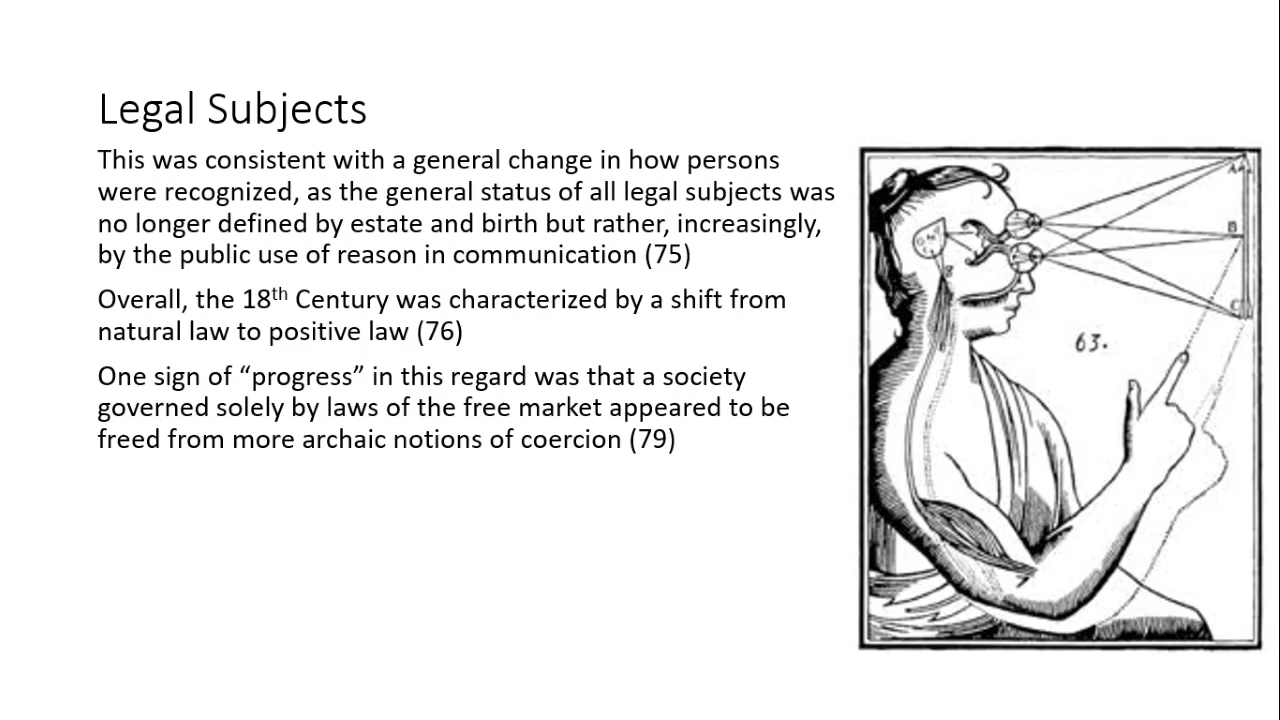 Legal Subjects
This was consistent with a general change in how persons
were recognized, as the general status of all legal subjects was
no longer defined by estate and birth but rather, increasingly,
by the public use of reason in communication (75)
Overall, the 18th Century was characterized by a shift from
natural law to positive law (76)
One sign of “progress” in this regard was that a society
governed solely by laws of the free market appeared to be
freed from more archaic notions of coercion (79)
B
C
63.